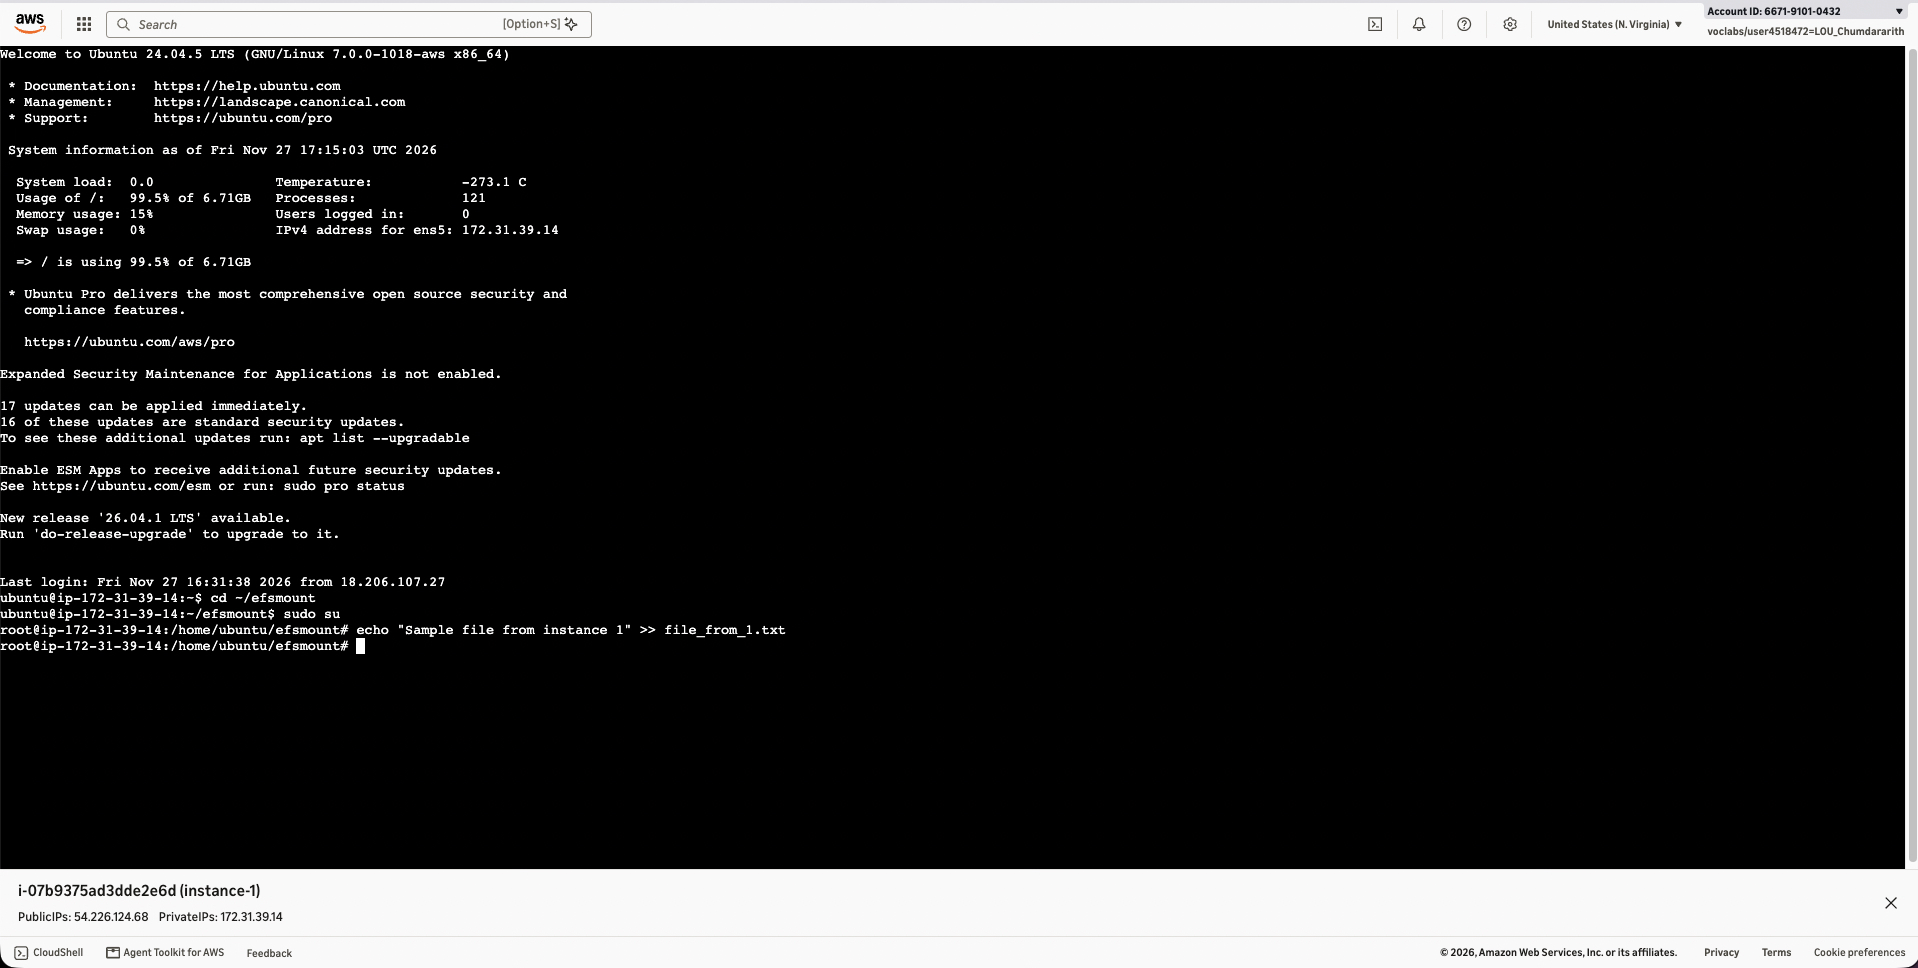 aws
Search [Option+S]
United States (N. Virginia)
Account ID: 6671-9101-0432
voclabs/user4518472=LOU_Chumdararith
Welcome to Ubuntu 24.04.5 LTS (GNU/Linux 7.0.0-1018-aws x86_64)
* Documentation:  https://help.ubuntu.com
* Management:     https://landscape.canonical.com
* Support:        https://ubuntu.com/pro
System information as of Fri Nov 27 17:15:03 UTC 2026
System load:  0.0               Temperature:           -273.1 C
Usage of /:   99.5% of 6.71GB   Processes:             121
Memory usage: 15%               Users logged in:       0
Swap usage:   0%                IPv4 address for ens5: 172.31.39.14
=> / is using 99.5% of 6.71GB
* Ubuntu Pro delivers the most comprehensive open source security and
compliance features.
https://ubuntu.com/aws/pro
Expanded Security Maintenance for Applications is not enabled.
17 updates can be applied immediately.
16 of these updates are standard security updates.
To see these additional updates run: apt list --upgradable
Enable ESM Apps to receive additional future security updates.
See https://ubuntu.com/esm or run: sudo pro status
New release '26.04.1 LTS' available.
Run 'do-release-upgrade' to upgrade to it.
Last login: Fri Nov 27 16:31:38 2026 from 18.206.107.27
ubuntu@ip-172-31-39-14:~$ cd ~/efsmount
ubuntu@ip-172-31-39-14:~/efsmount$ sudo su
root@ip-172-31-39-14:/home/ubuntu/efsmount# echo "Sample file from instance 1" >> file_from_1.txt
root@ip-172-31-39-14:/home/ubuntu/efsmount#
i-07b9375ad3dde2e6d (instance-1)
PublicIPs: 54.226.124.68 PrivateIPs: 172.31.39.14
CloudShell Agent Toolkit for AWS Feedback © 2026, Amazon Web Services, Inc. or its affiliates. Privacy Terms Cookie preferences